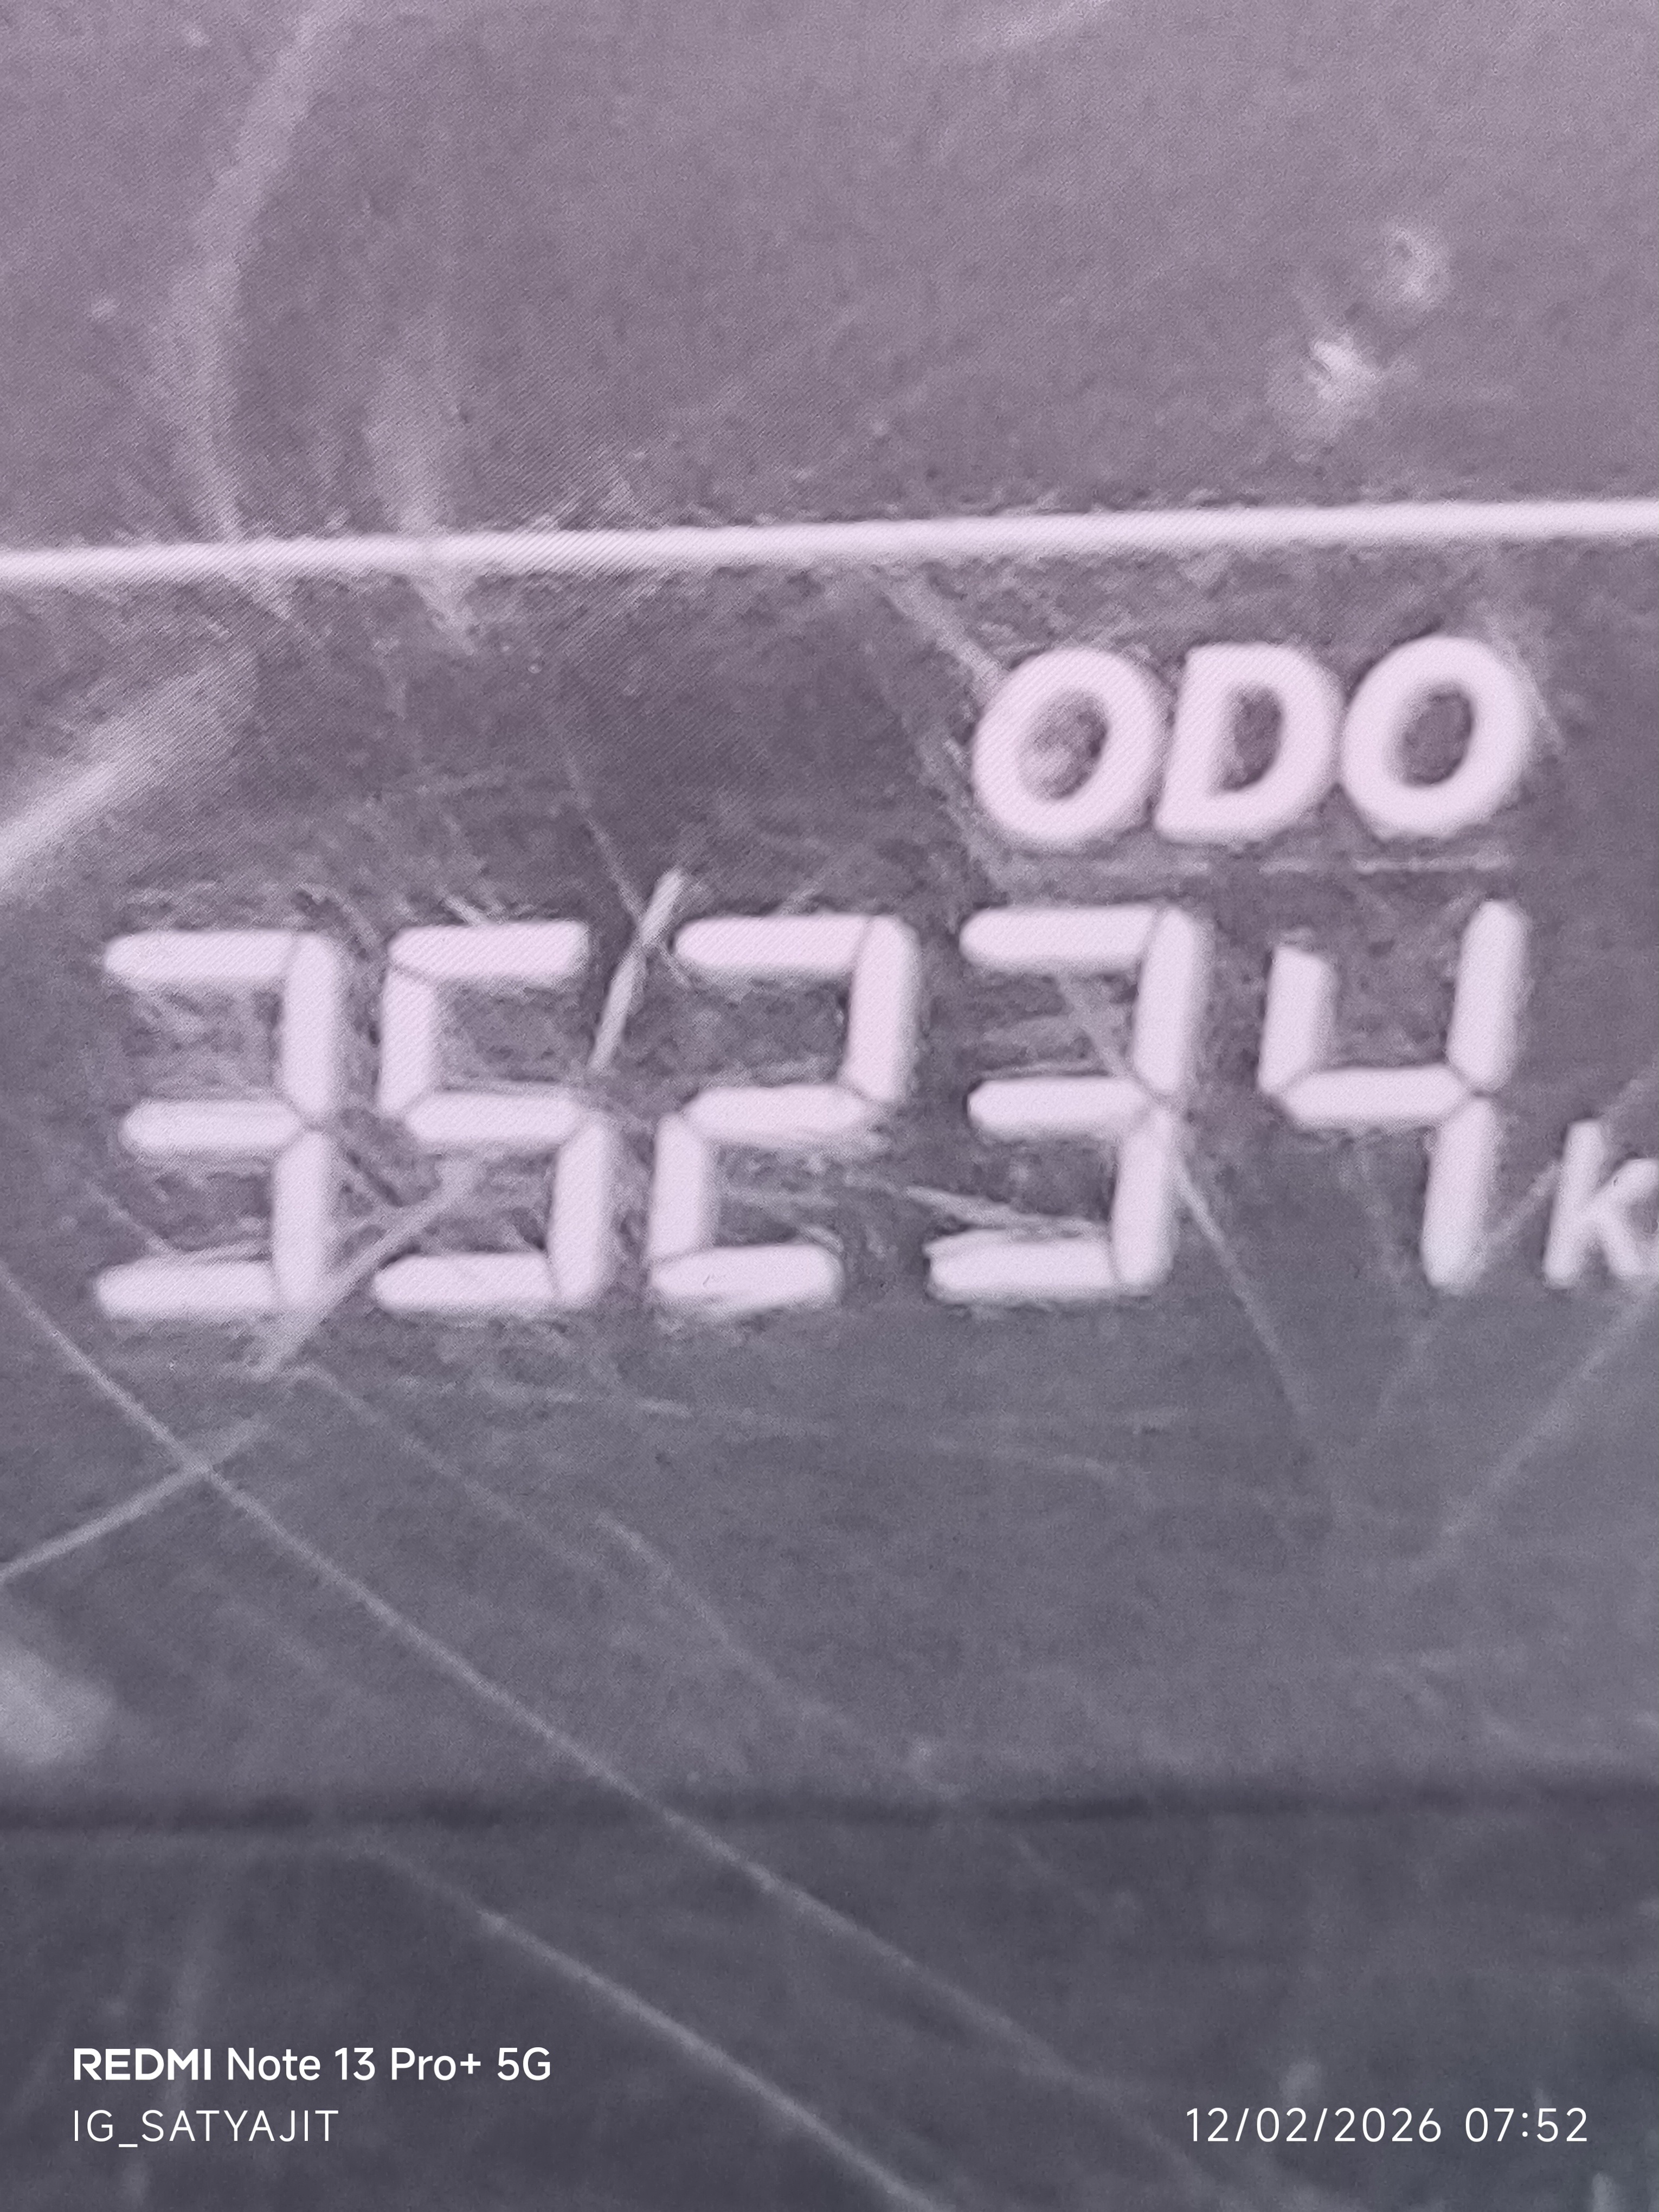 ODO
35234 K
REDMI Note 13 Pro+ 5G
IG_SATYAJIT
12/02/2026 07:52